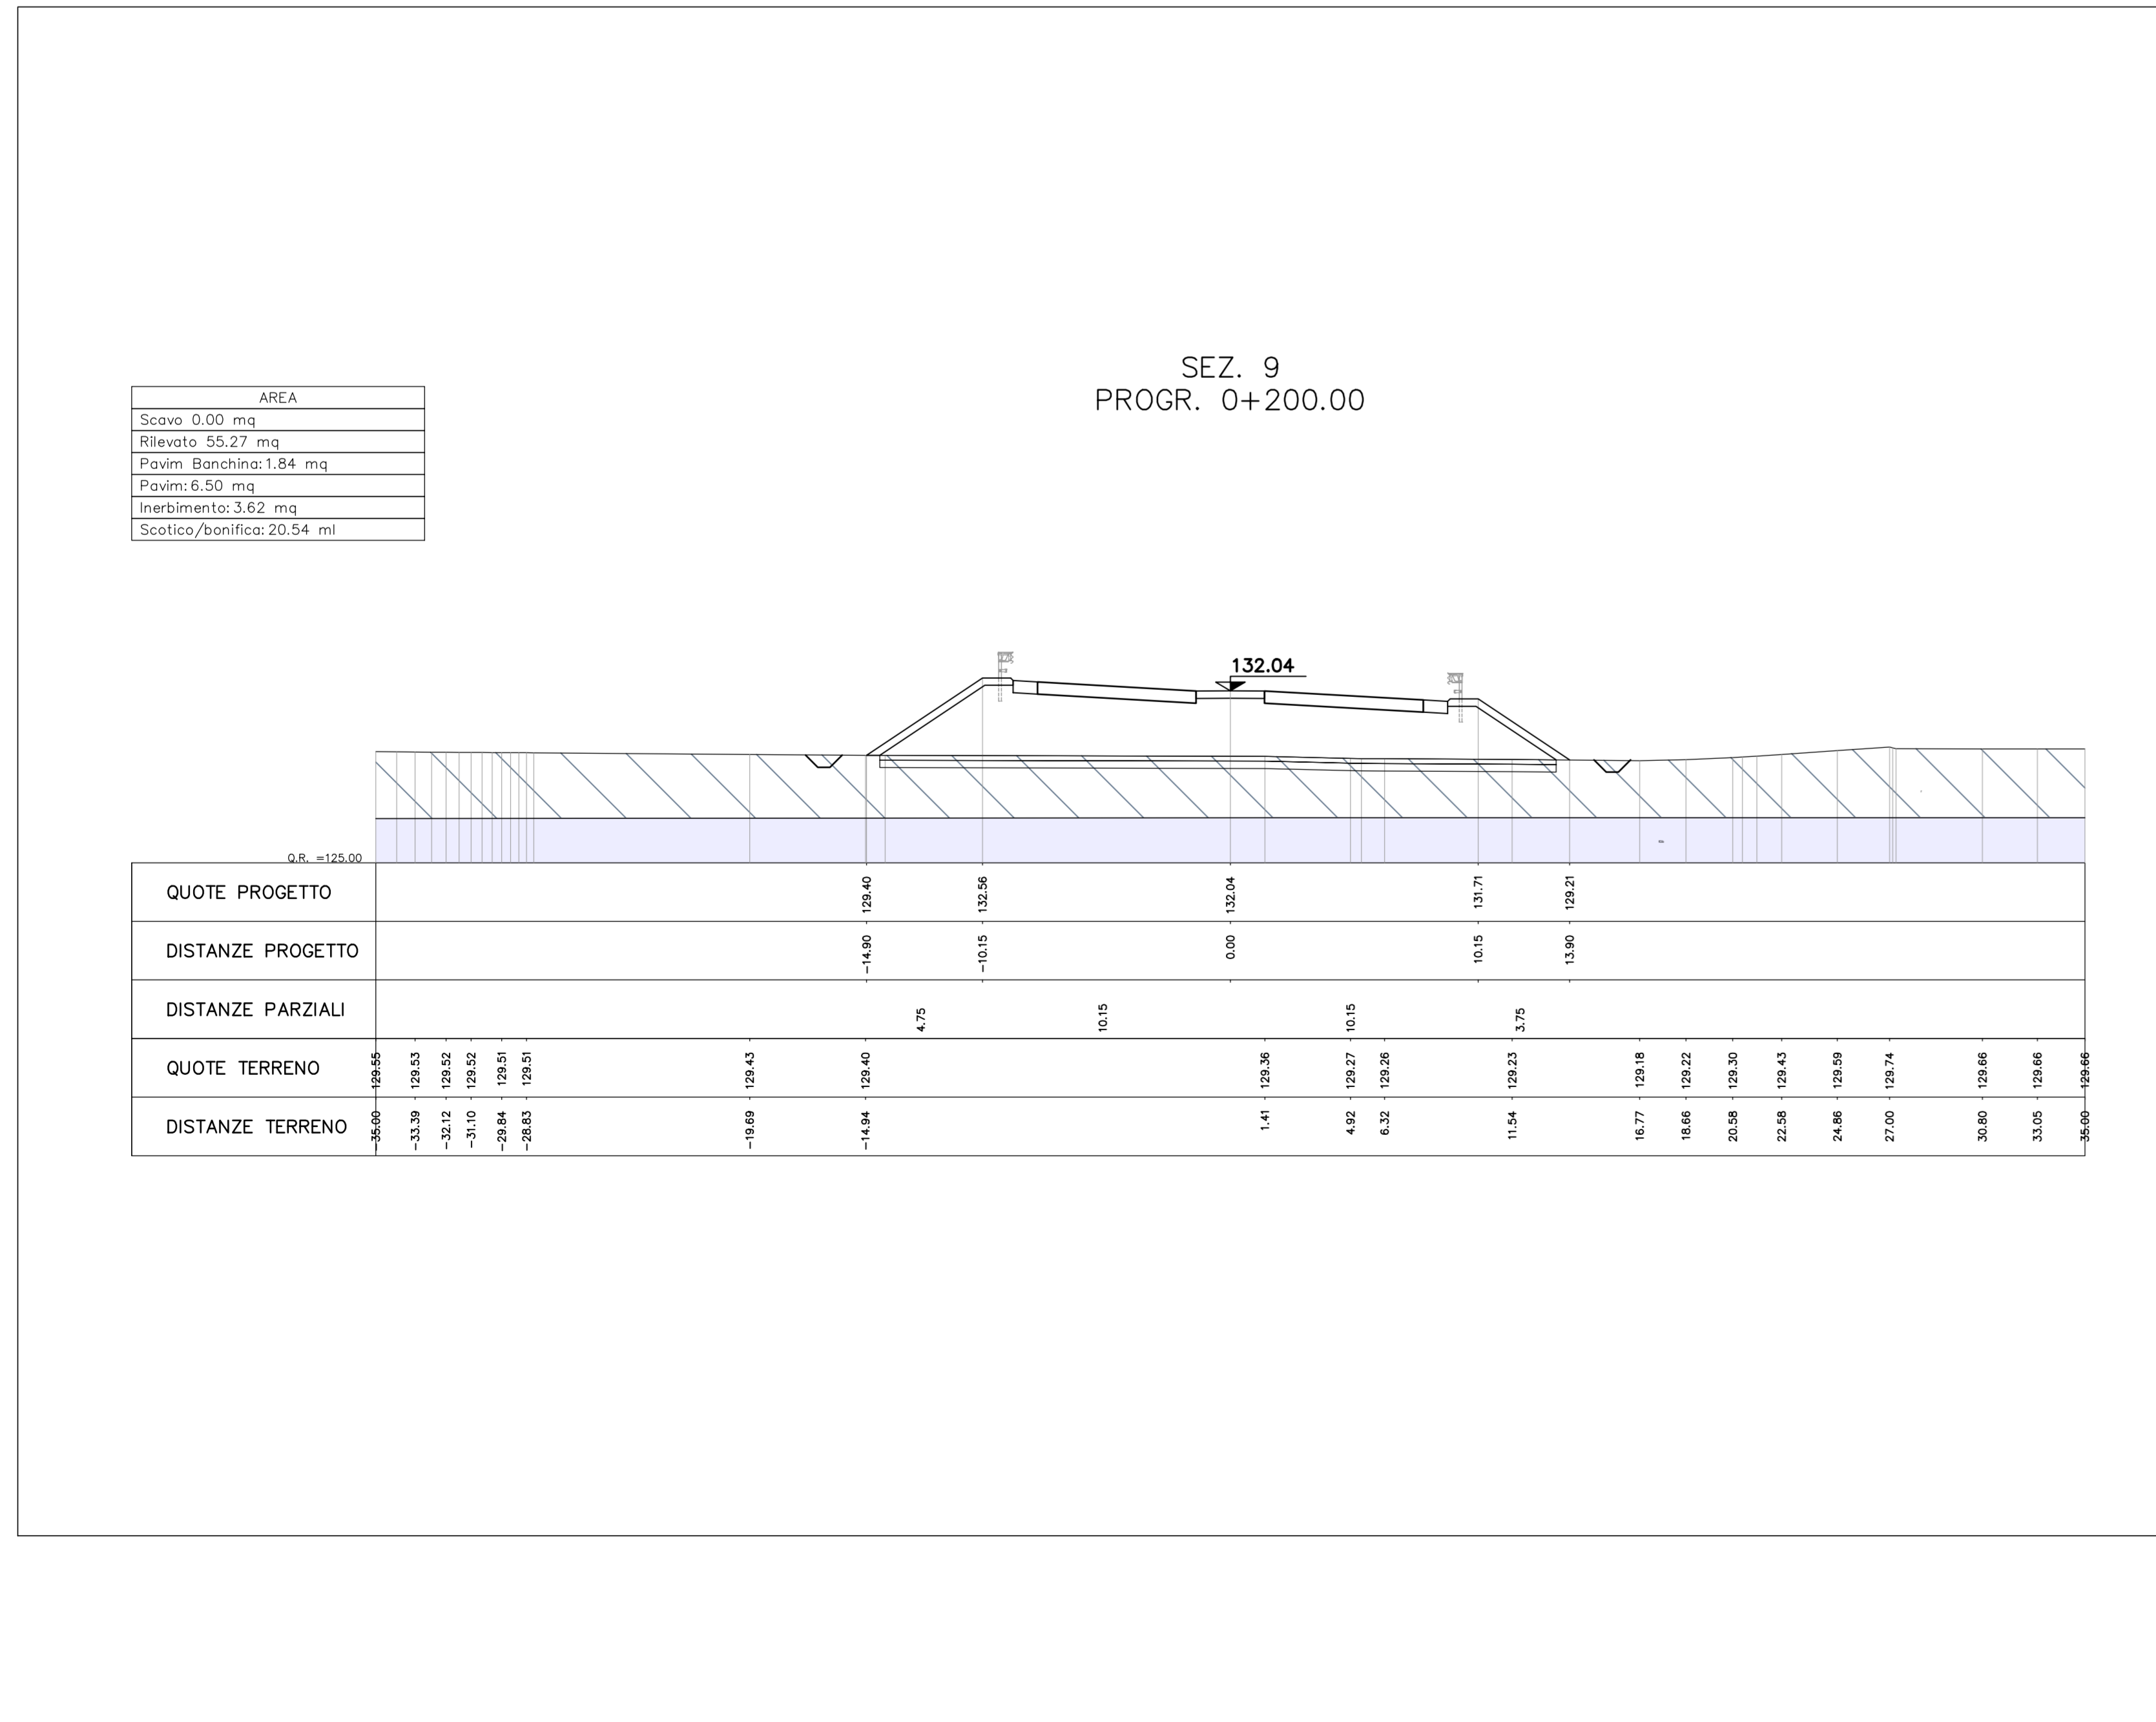 SEZ. 9
PROGR. 0+200.00
AREA
Scavo 0.00 mq
Rilevato 55.27 mq
Pavim Banchina:1.84 mq
Pavim:6.50 mq
Inerbimento:3.62 mq
Scotico/bonifica:20.54 ml
132.04
Q.R. =125.00
QUOTE PROGETTO 129.40 132.56 132.04 131.71 129.21
DISTANZE PROGETTO -14.90 -10.15 0.00 10.15 13.90
DISTANZE PARZIALI 4.75 10.15 10.15 3.75
QUOTE TERRENO 129.55 129.53 129.52 129.52 129.51 129.51 129.43 129.40 129.36 129.27 129.26 129.23 129.18 129.22 129.30 129.43 129.59 129.74 129.66 129.66 129.66
DISTANZE TERRENO -35.00 -33.39 -32.12 -31.10 -29.84 -28.83 -19.69 -14.94 1.41 4.92 6.32 11.54 16.77 18.66 20.58 22.58 24.86 27.00 30.80 33.05 35.00